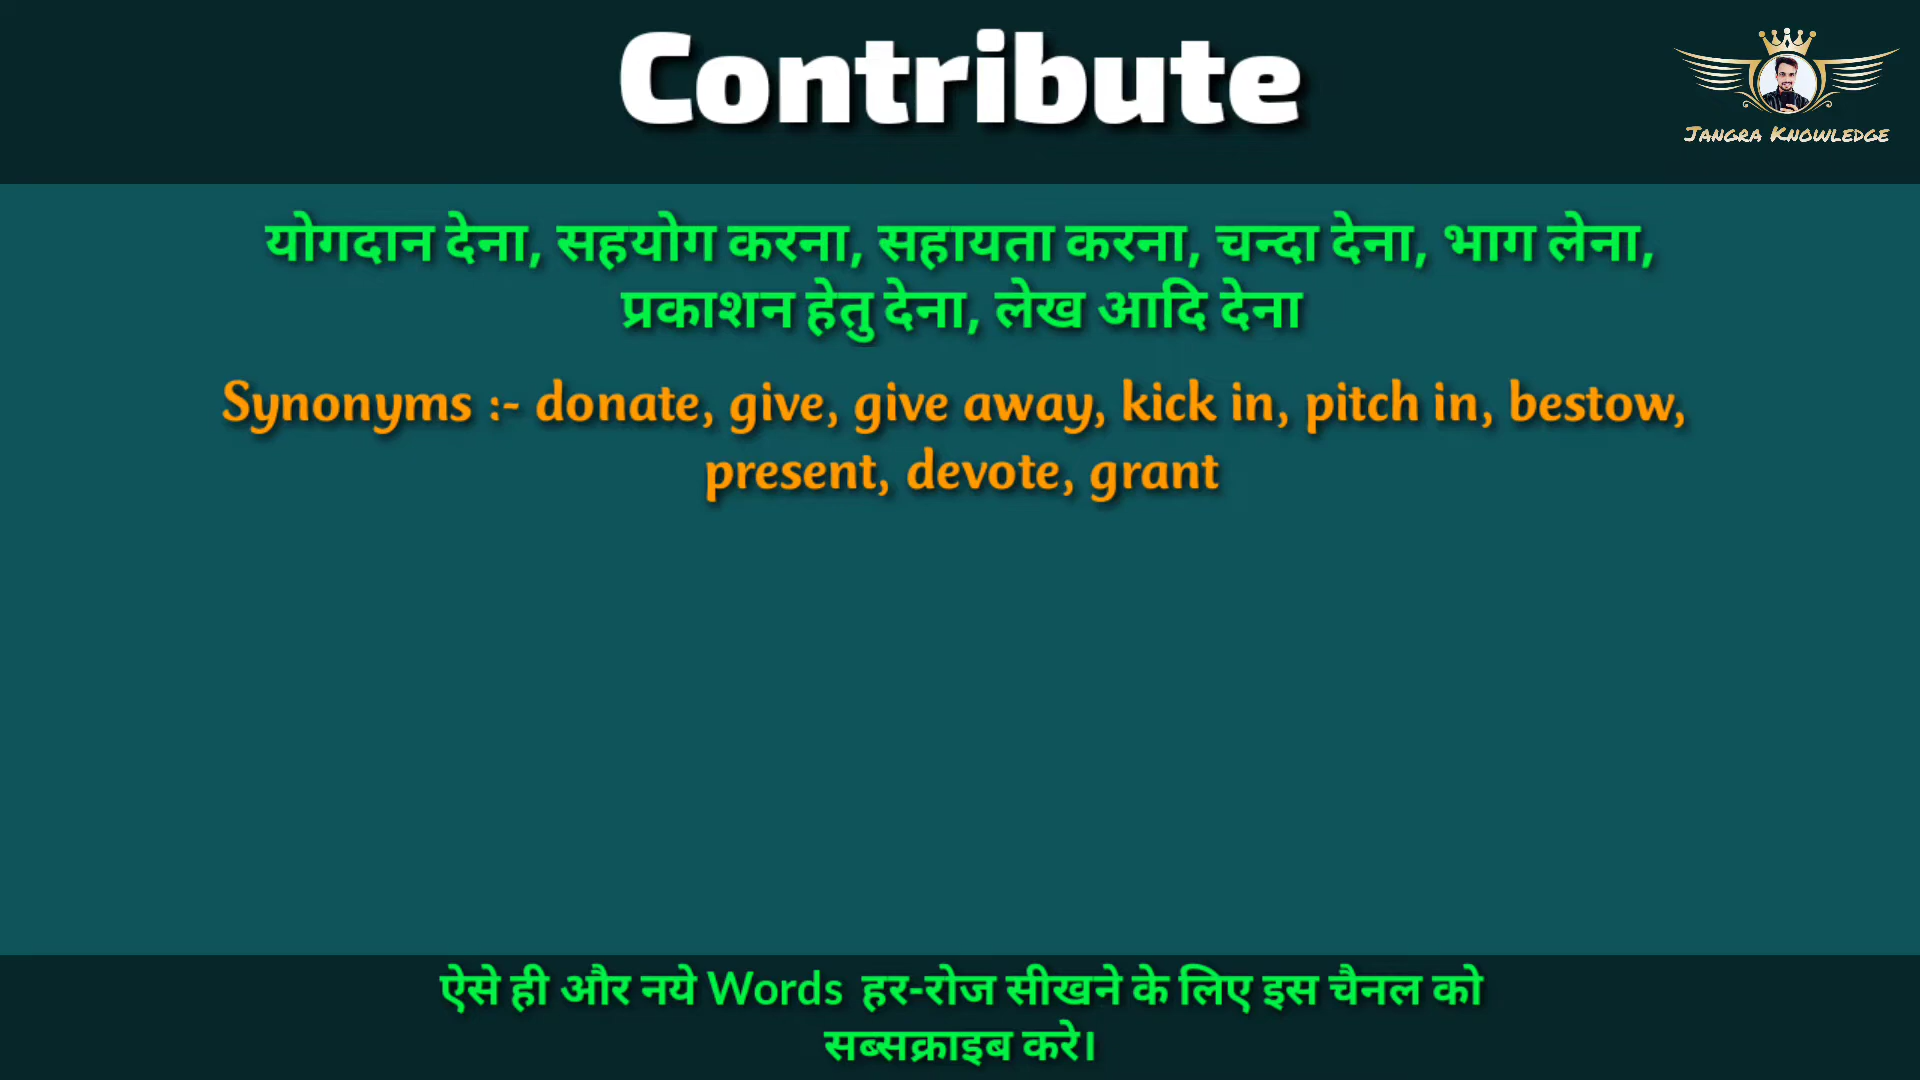 Contribute
JANGRA KNOWLEDGE
योगदान देना, सहयोग करना, सहायता करना, चन्दा देना, भाग लेना,
प्रकाशन हेतु देना, लेख आदि देना
Synonyms :- donate, give, give away, kick in, pitch in, bestow,
present, devote, grant
ऐसे ही और नये Words हर-रोज सीखने के लिए इस चैनल को
सब्सक्राइब करे।